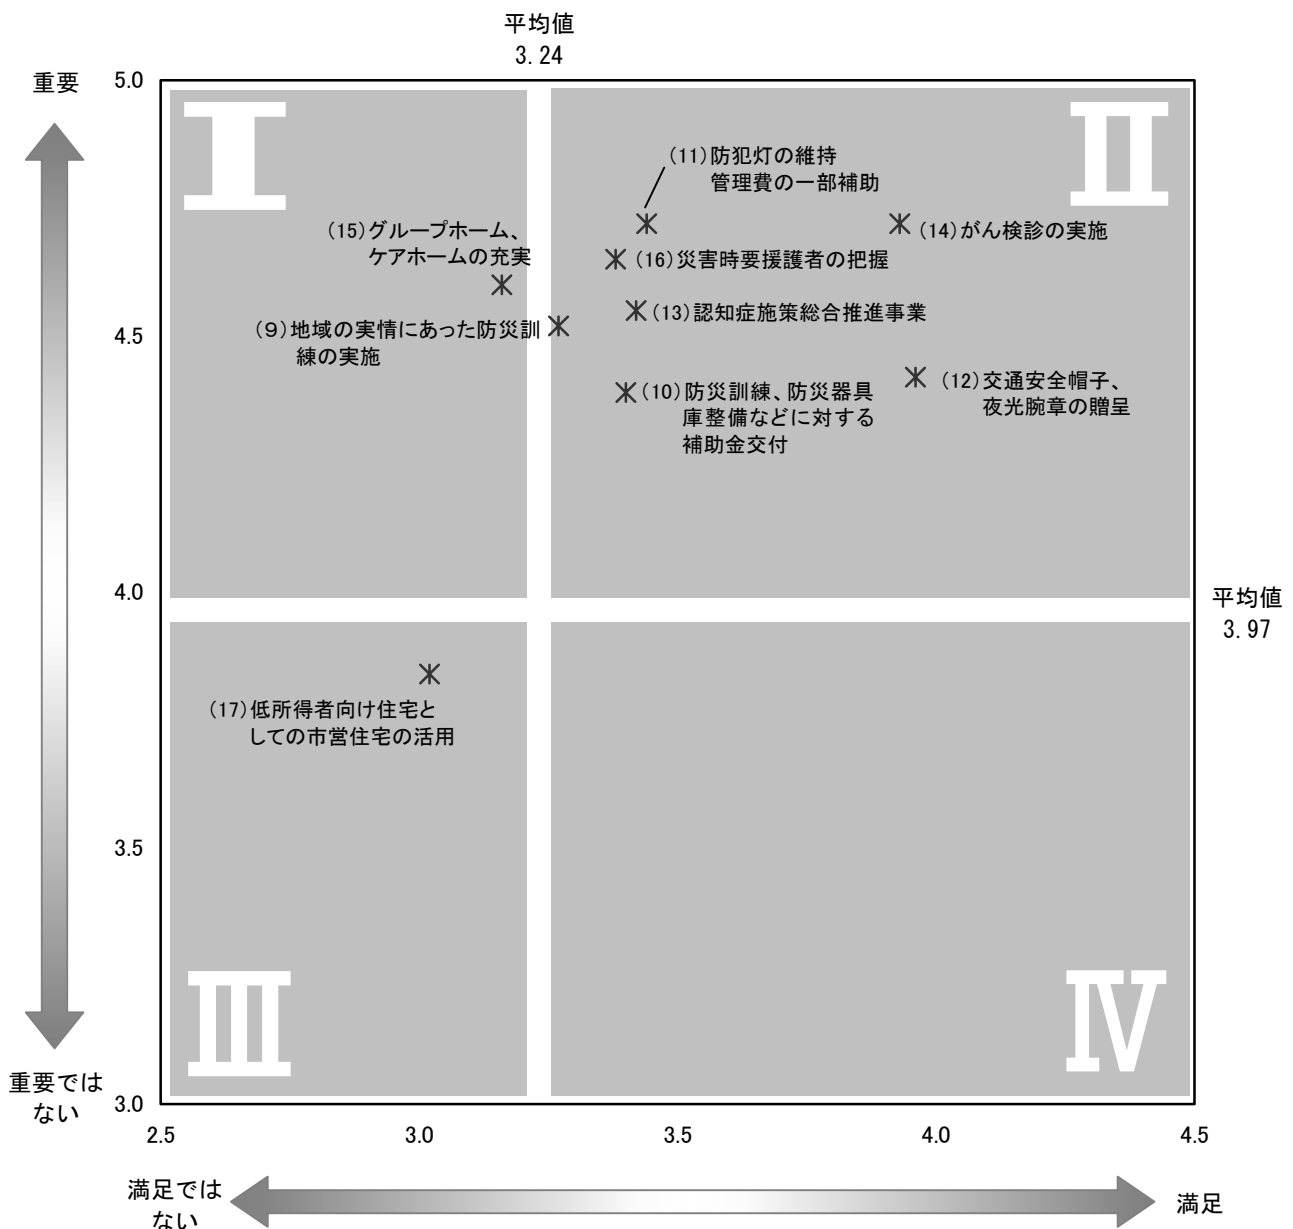 平均値
3.24
重要
5.0
Ⅰ
Ⅱ
(11)防犯灯の維持
管理費の一部補助
(15)グループホーム、
ケアホームの充実
(14)がん検診の実施
(16)災害時要援護者の把握
(13)認知症施策総合推進事業
4.5
(9)地域の実情にあった防災訓
練の実施
(12)交通安全帽子、
夜光腕章の贈呈
(10)防災訓練、防災器具
庫整備などに対する
補助金交付
4.0
平均値
3.97
(17)低所得者向け住宅と
しての市営住宅の活用
3.5
Ⅲ
Ⅳ
重要では
ない
3.0
2.5
3.0
3.5
4.0
4.5
満足では
ない
満足